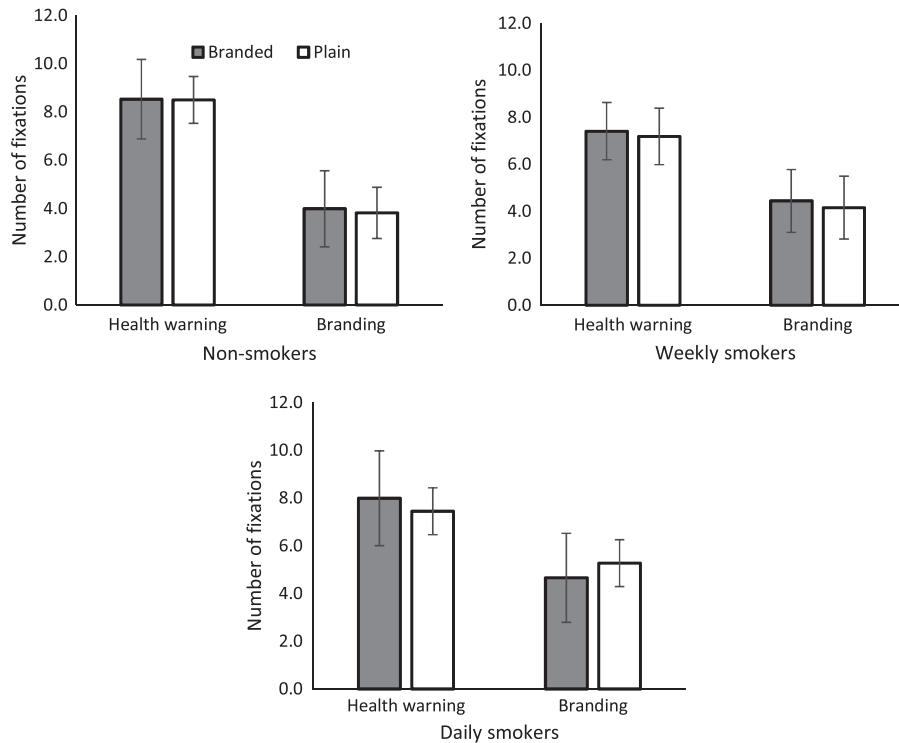 12.0
10.0
8.0
6.0
4.0
2.0
0.0
Number of fixations
Branded Plain
Health warning Branding
Non-smokers
12.0
10.0
8.0
6.0
4.0
2.0
0.0
Number of fixations
Health warning Branding
Weekly smokers
12.0
10.0
8.0
6.0
4.0
2.0
0.0
Number of fixations
Health warning Branding
Daily smokers